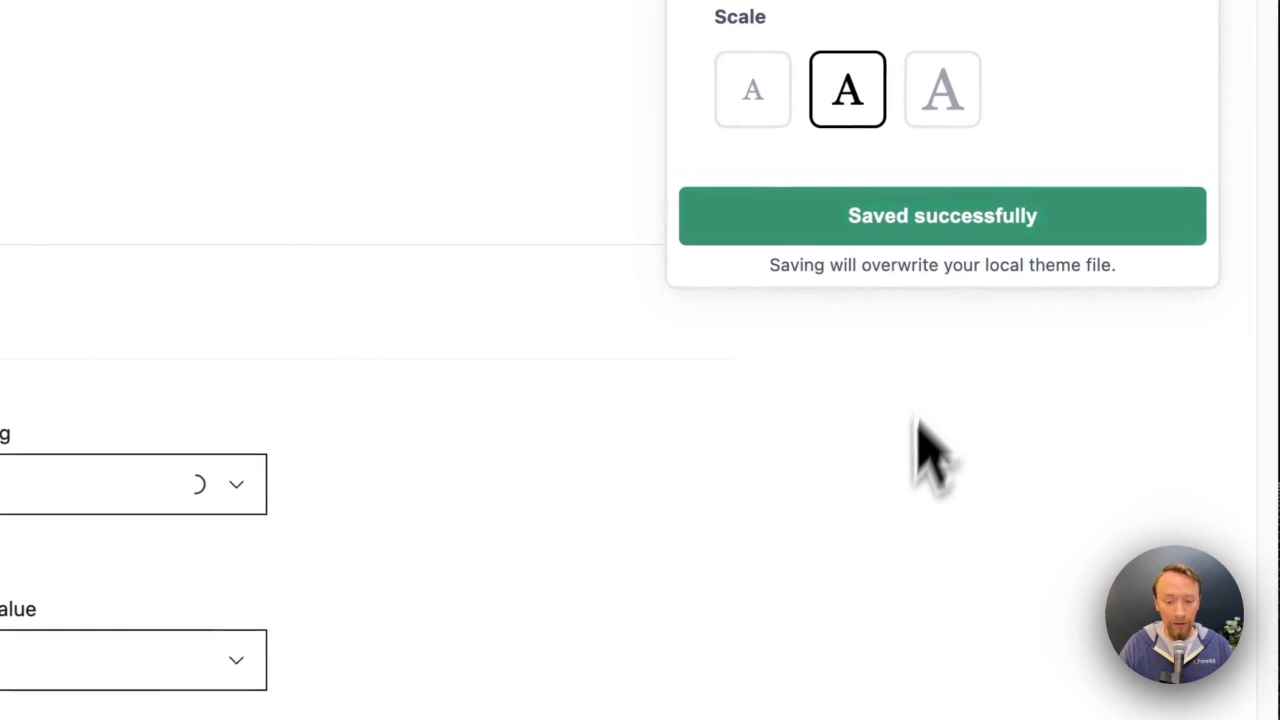 Scale
A A A
Saved successfully
Saving will overwrite your local theme file.
g
alue